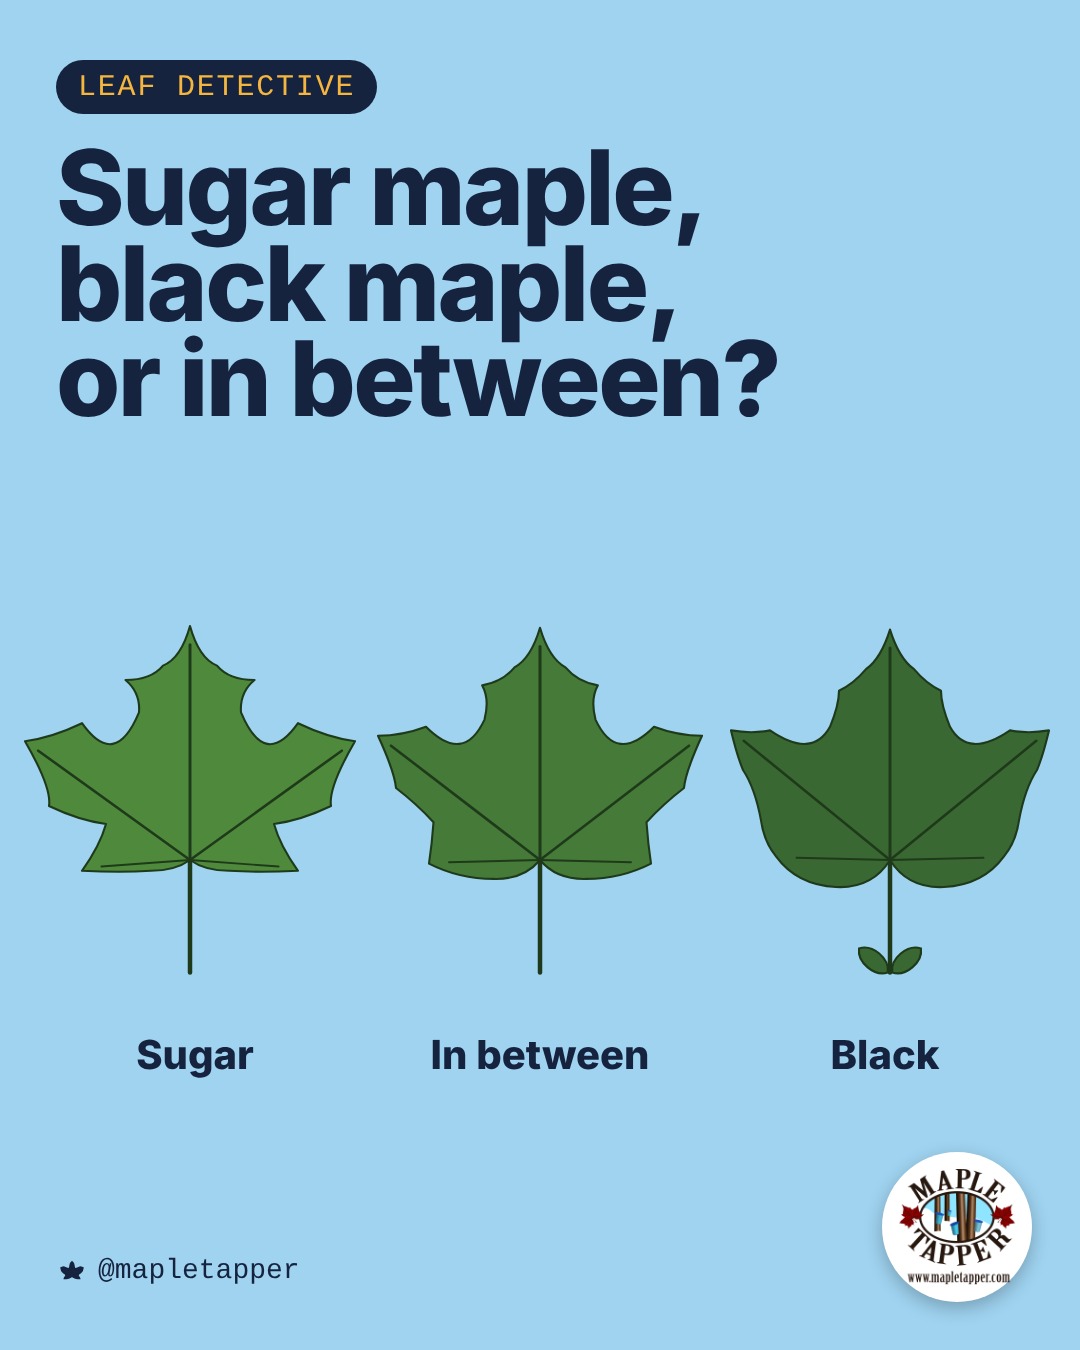 LEAF DETECTIVE
Sugar maple,
black maple,
or in between?
Sugar
In between
Black
MAPLE
TAPPER
www.mapletapper.com
@mapletapper